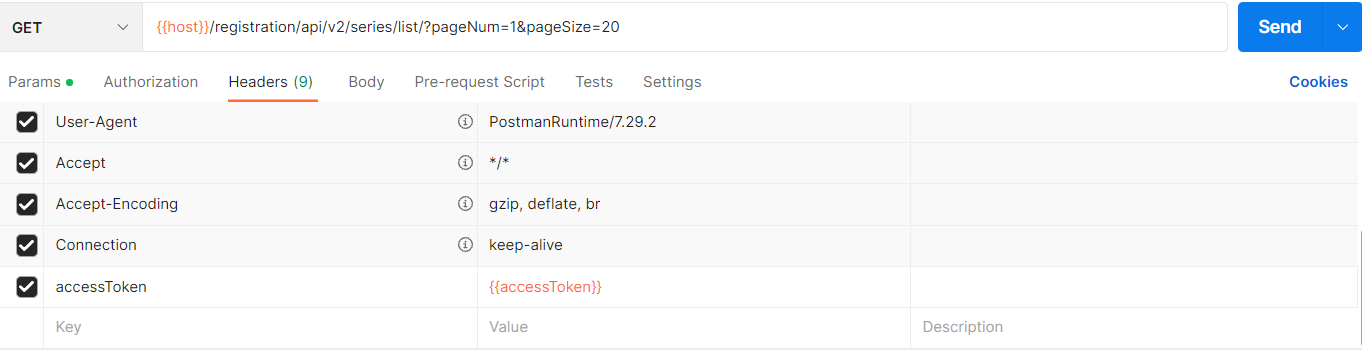 GET {{host}}/registration/api/v2/series/list/?pageNum=1&pageSize=20 Send
Params Authorization Headers (9) Body Pre-request Script Tests Settings Cookies
User-Agent PostmanRuntime/7.29.2
Accept */*
Accept-Encoding gzip, deflate, br
Connection keep-alive
accessToken {{accessToken}}
Key Value Description